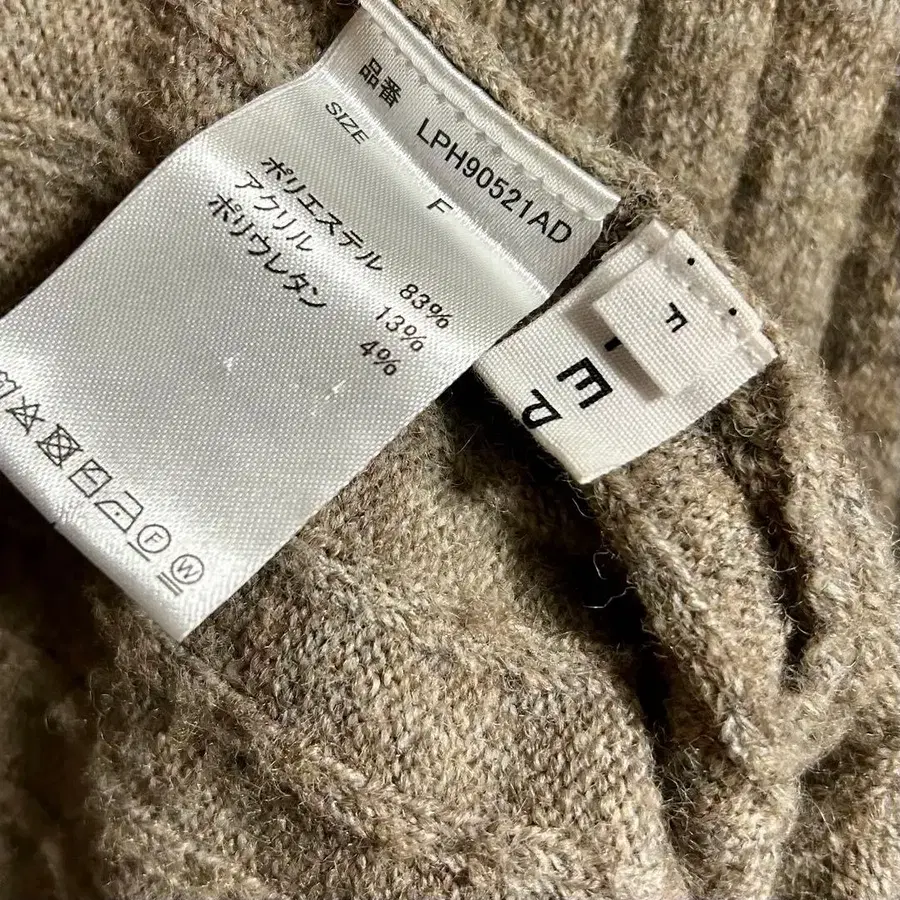 品番 LPH90521AD
SIZE F
ポリエステル 83%
アクリル 13%
ポリウレタン 4%
F
W
F